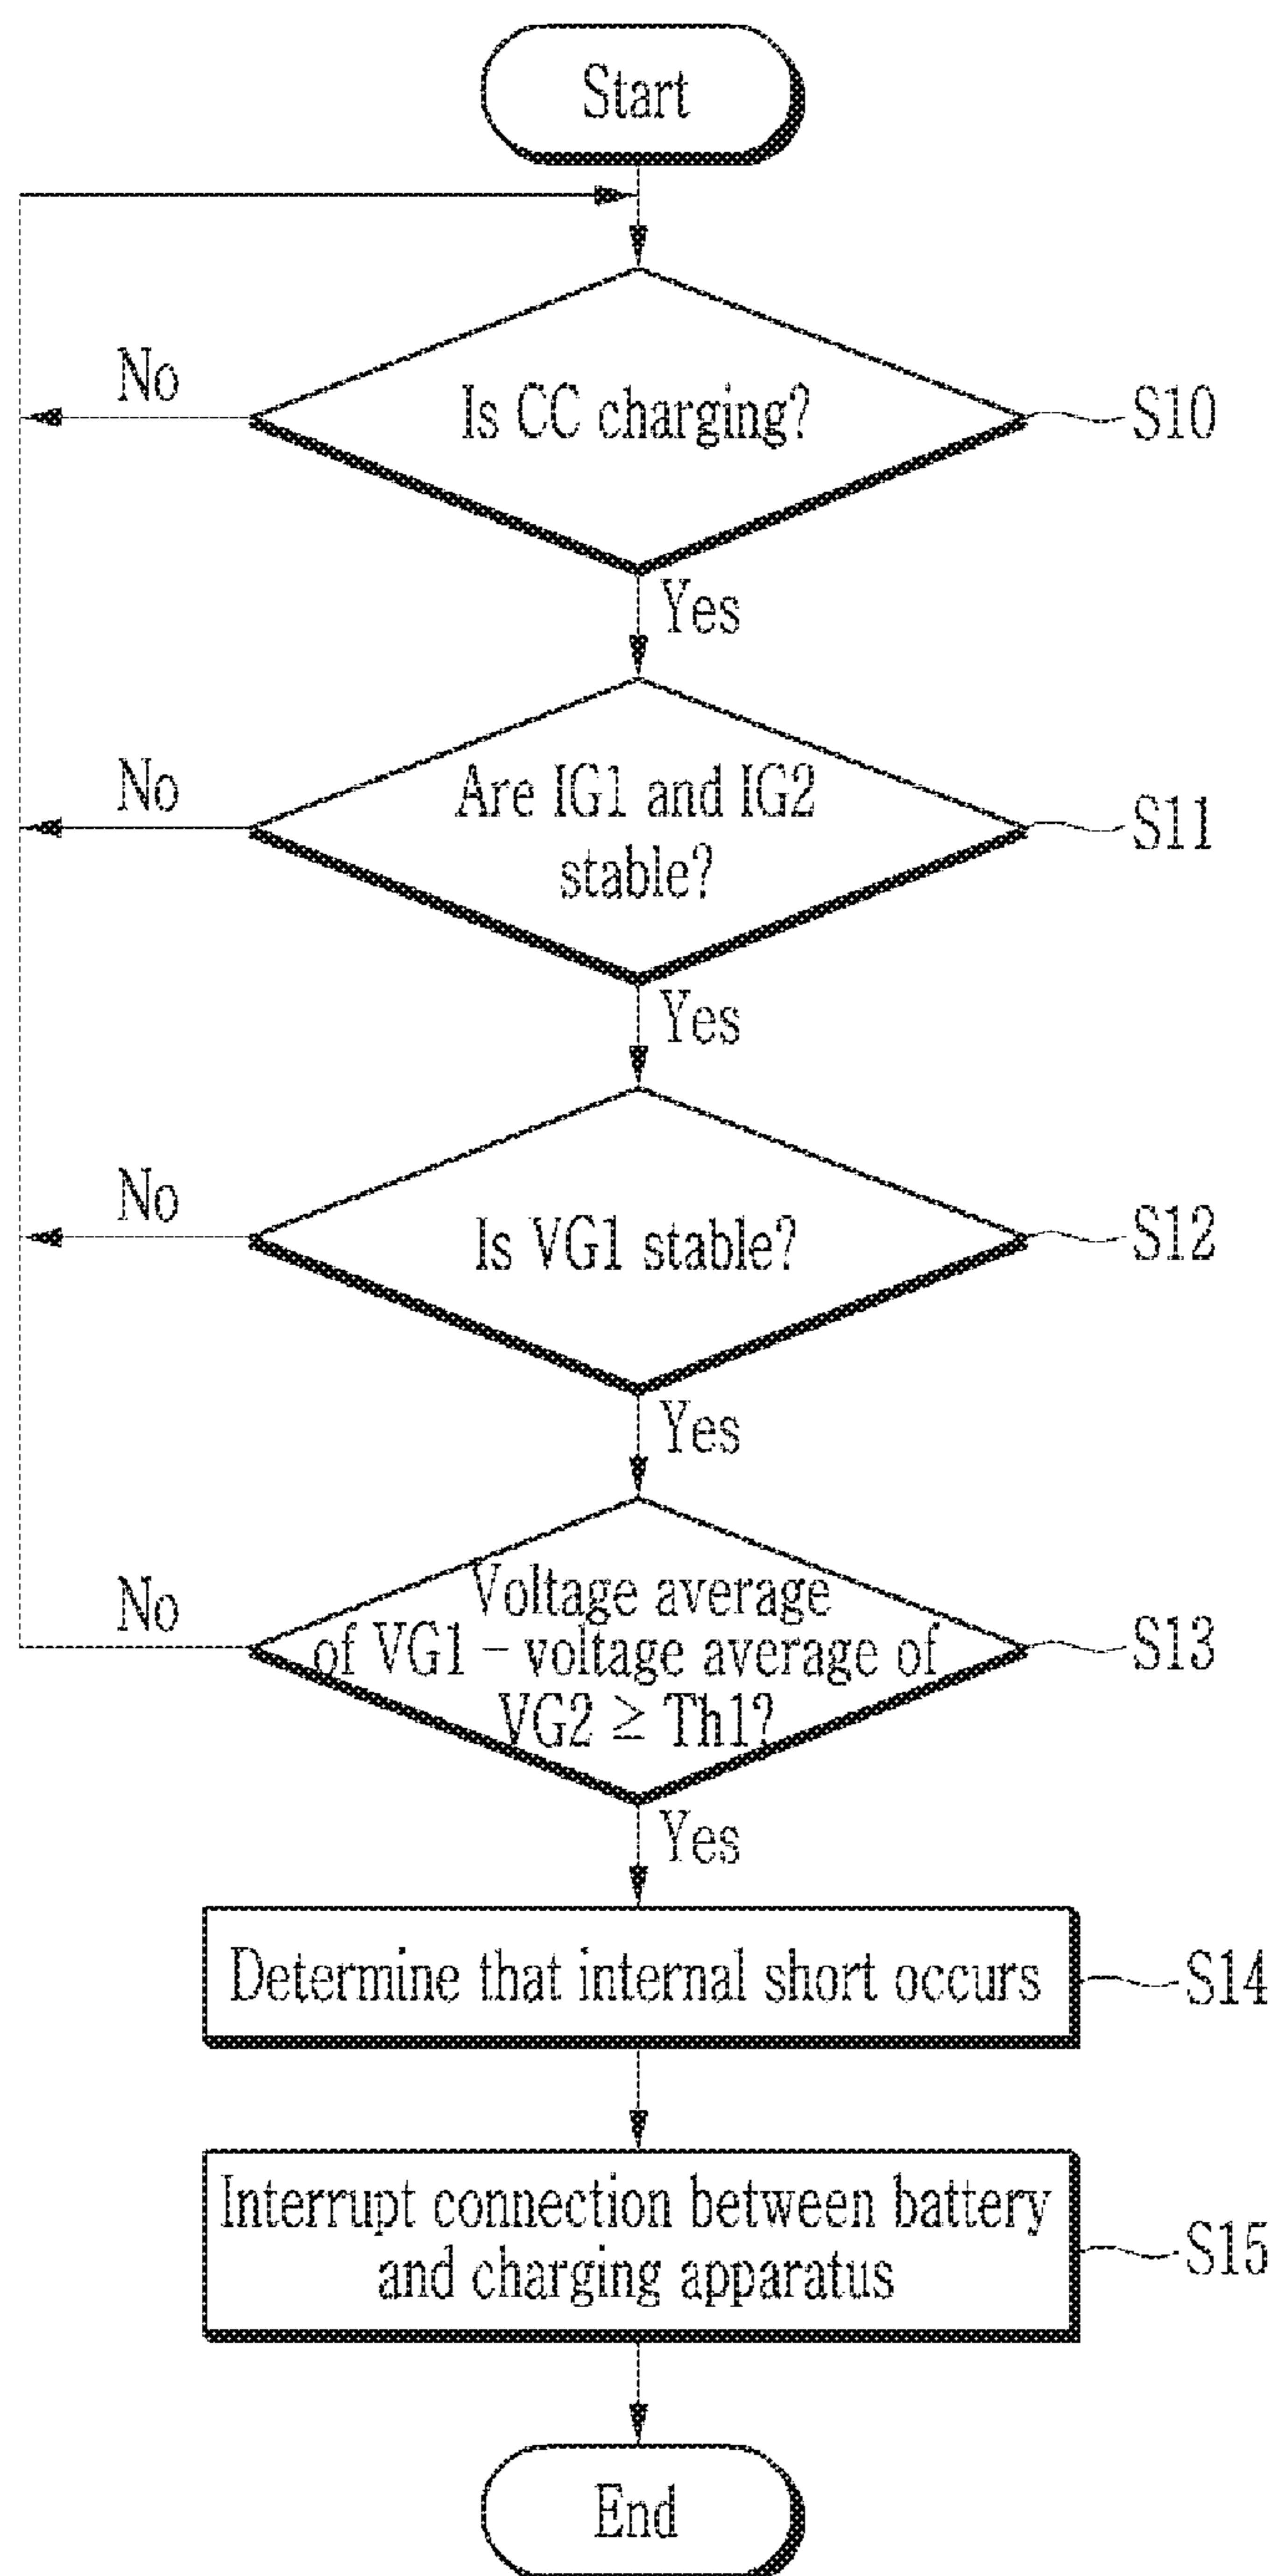 Start
No
Is CC charging?
S10
Yes
No
Are IG1 and IG2
stable?
S11
Yes
No
Is VG1 stable?
S12
Yes
No
Voltage average
of VG1 – voltage average of
VG2 ≥ Th1?
S13
Yes
Determine that internal short occurs
S14
Interrupt connection between battery
and charging apparatus
S15
End